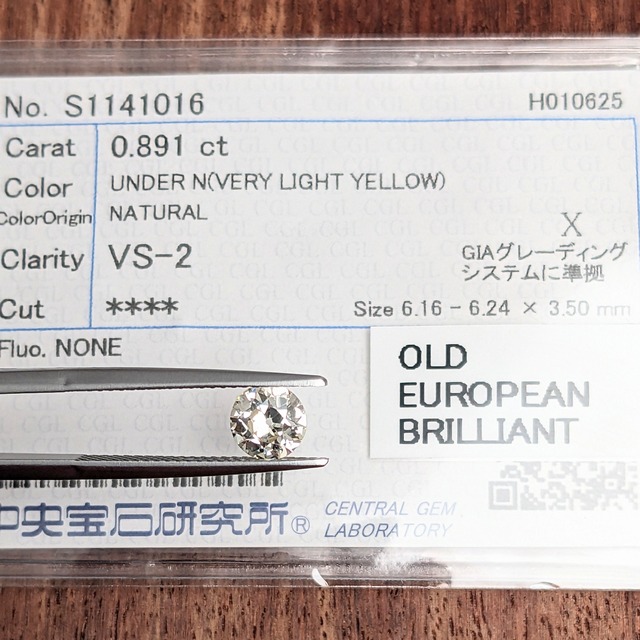 No. S1141016 H010625
Carat 0.891 ct
Color UNDER N(VERY LIGHT YELLOW)
ColorOrigin NATURAL
X
Clarity VS-2 GIAグレーディング
システムに準拠
Cut **** Size 6.16 - 6.24 × 3.50 mm
Fluo. NONE
OLD
EUROPEAN
BRILLIANT
中央宝石研究所® CENTRAL GEM
LABORATORY